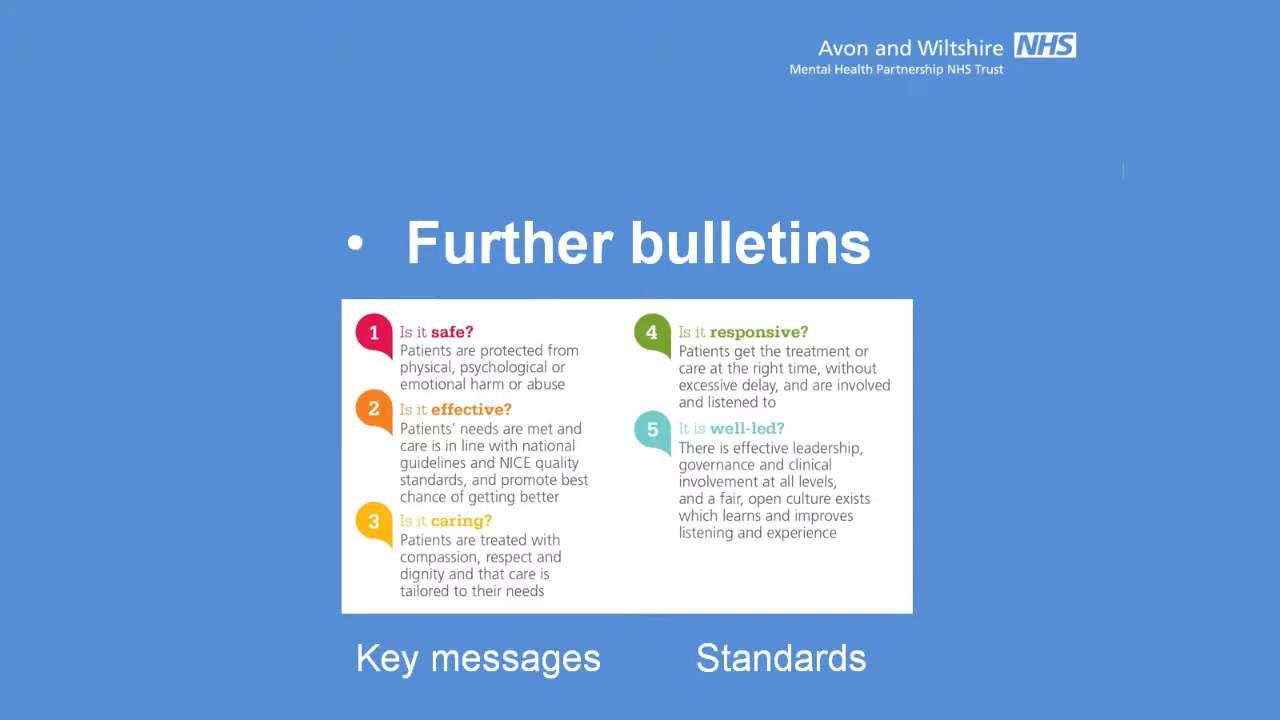 Avon and Wiltshire NHS
Mental Health Partnership NHS Trust
• Further bulletins
1 Is it safe?
Patients are protected from
physical, psychological or
emotional harm or abuse
2 Is it effective?
Patients’ needs are met and
care is in line with national
guidelines and NICE quality
standards, and promote best
chance of getting better
3 Is it caring?
Patients are treated with
compassion, respect and
dignity and that care is
tailored to their needs
4 Is it responsive?
Patients get the treatment or
care at the right time, without
excessive delay, and are involved
and listened to
5 It is well-led?
There is effective leadership,
governance and clinical
involvement at all levels,
and a fair, open culture exists
which learns and improves
listening and experience
Key messages
Standards